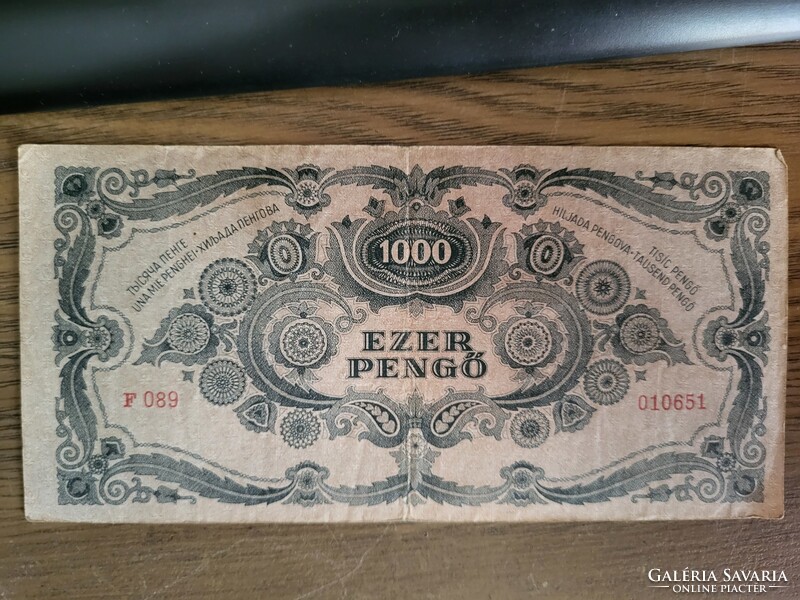 ТЫСЯЧА ПЕНГЕ
UNA MIE PENGHEI-ХИЉАДА ПЕНГОВА
HILJADA PENGOVA-TAUSEND PENGŐ
TISÍC PENGŐ
1000
EZER
PENGŐ
F 089
010651
GALÉRIA SAVARIA
ONLINE PIACTÉR